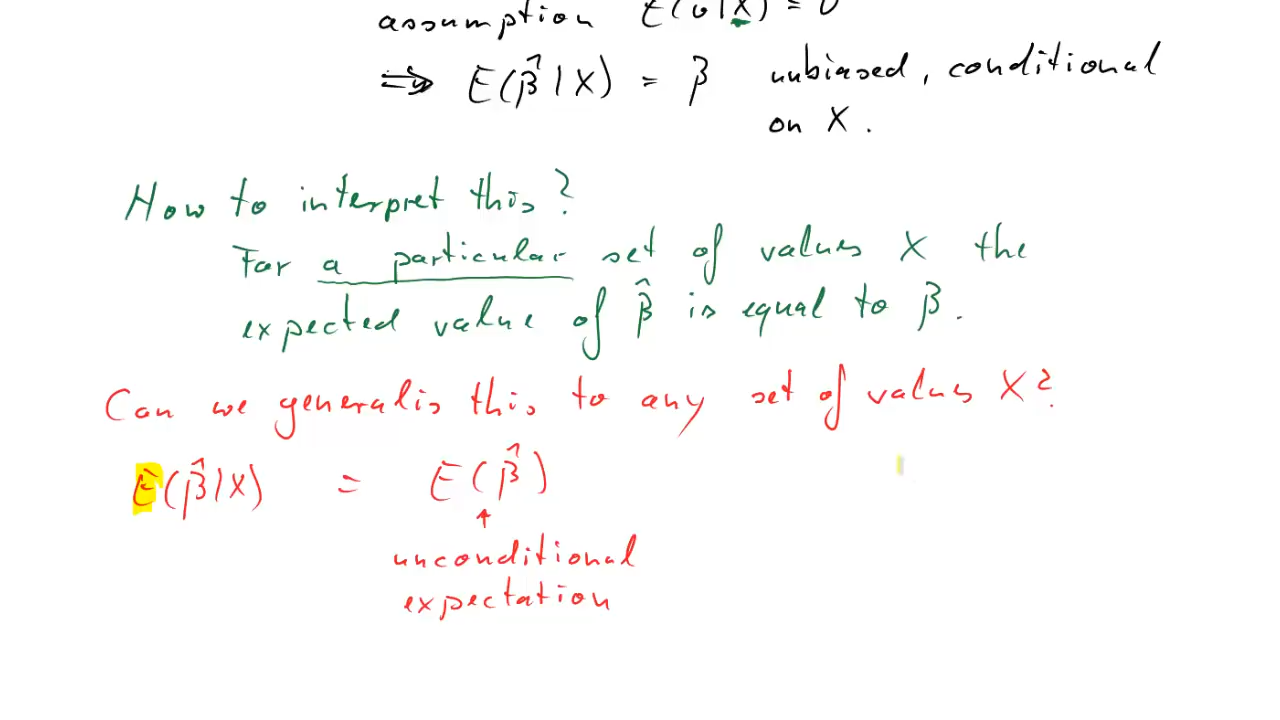 assumption E(υ|X) = 0
⇒ E(β̂|X) = β unbiased, conditional
on X.
How to interpret this?
For a particular set of values X the
expected value of β̂ is equal to β.
Can we generalis this to any set of values X?
E(β̂|X) = E(β̂)
↑
unconditional
expectation